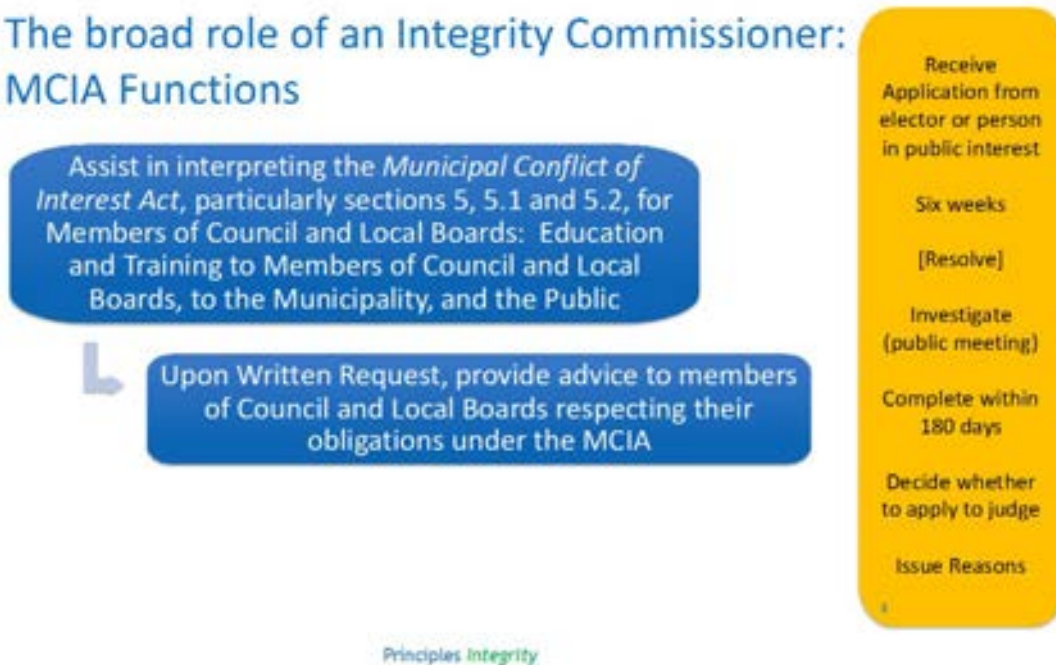 The broad role of an Integrity Commissioner:
MCIA Functions
Assist in interpreting the Municipal Conflict of
Interest Act, particularly sections 5, 5.1 and 5.2, for
Members of Council and Local Boards: Education
and Training to Members of Council and Local
Boards, to the Municipality, and the Public
Upon Written Request, provide advice to members
of Council and Local Boards respecting their
obligations under the MCIA
Receive
Application from
elector or person
in public interest
Six weeks
[Resolve]
Investigate
(public meeting)
Complete within
180 days
Decide whether
to apply to judge
Issue Reasons
Principles Integrity